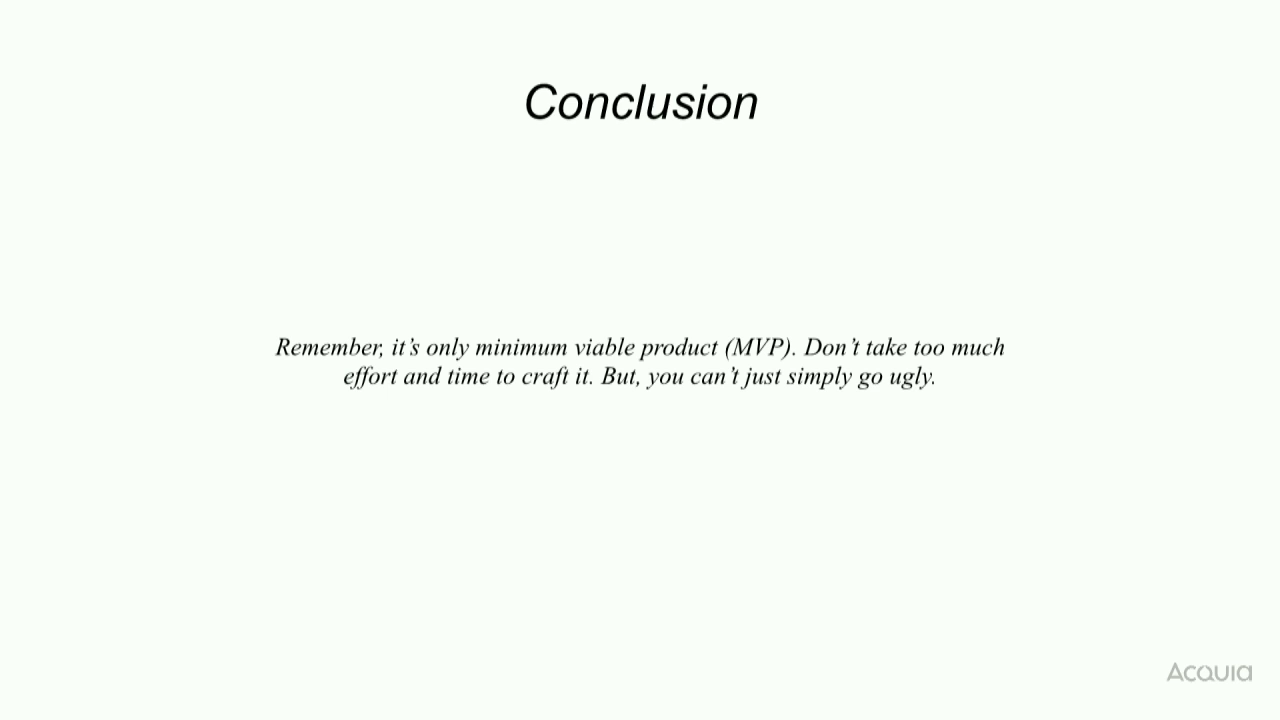 Conclusion
Remember, it's only minimum viable product (MVP). Don't take too much
effort and time to craft it. But, you can't just simply go ugly.
Acquia